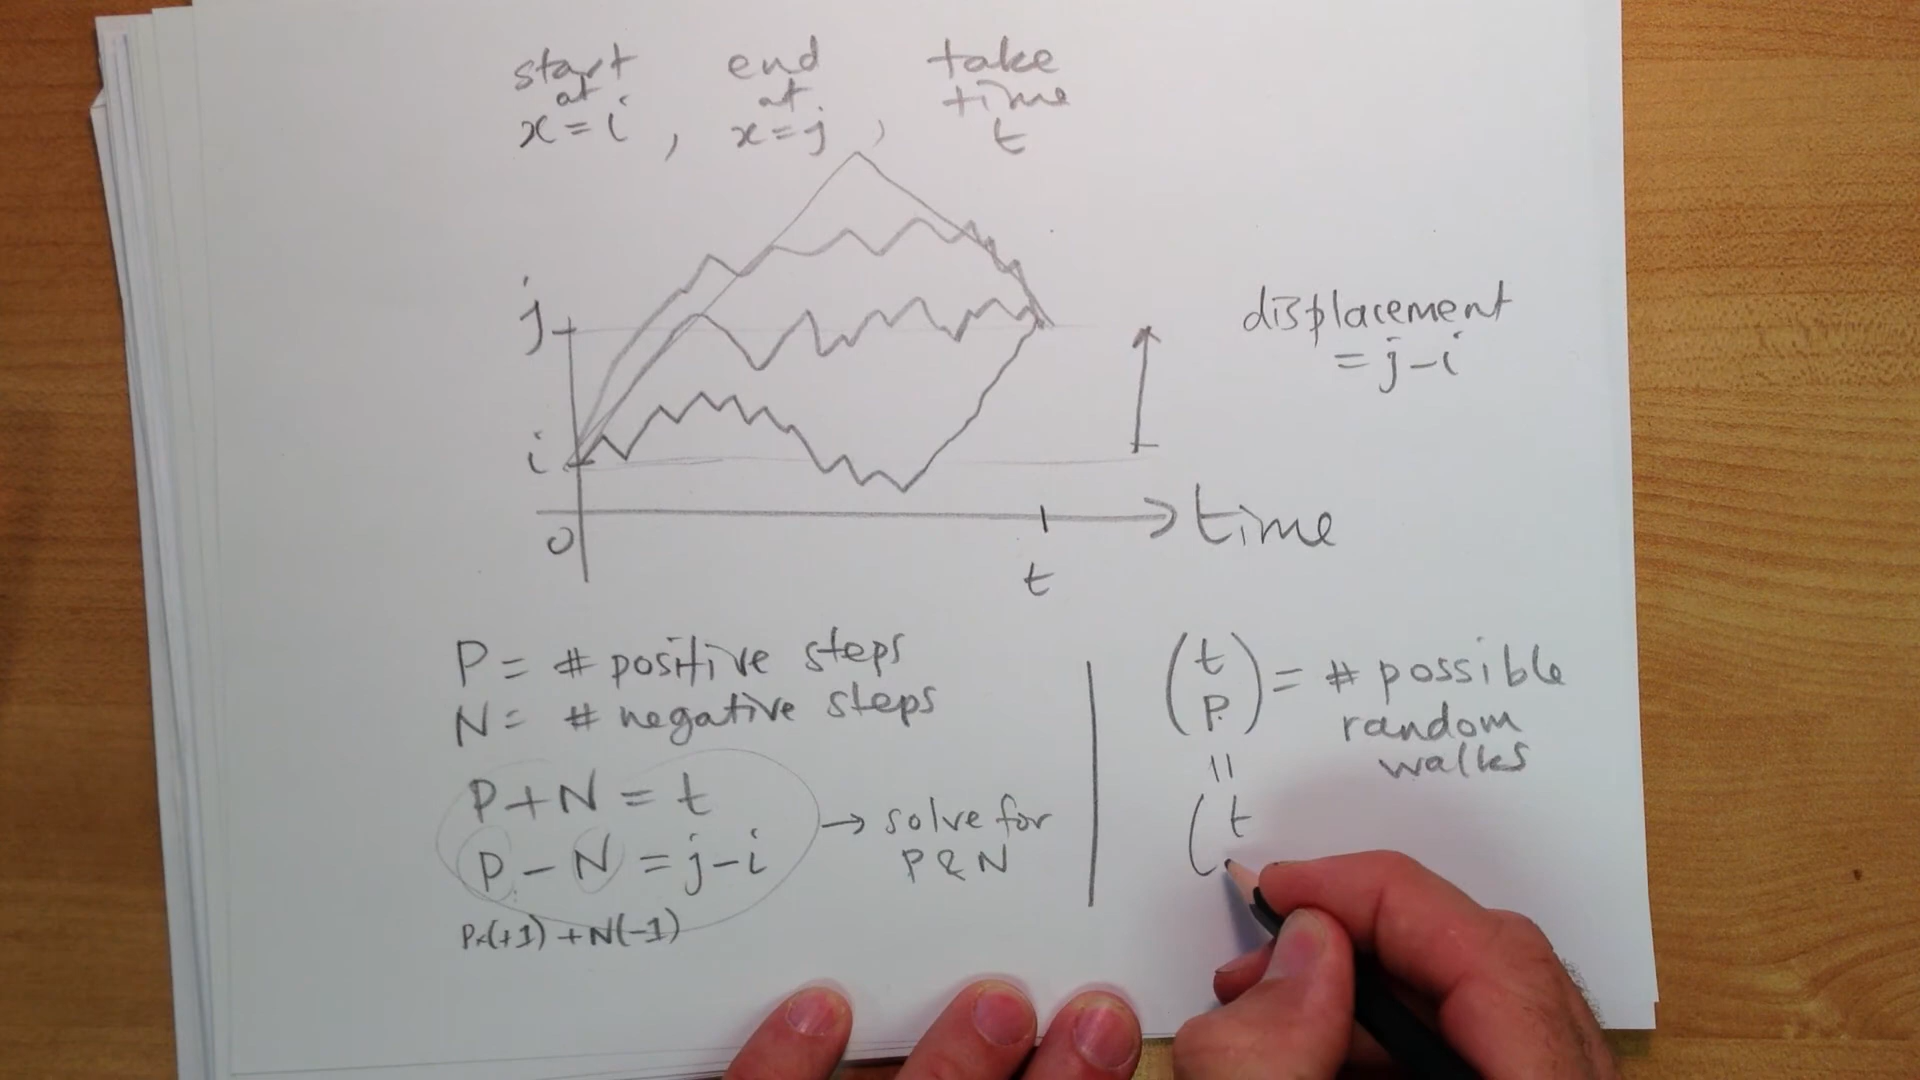 start end take
at at time
x=i , x=j , t
j
i
displacement
= j-i
0
time
t
P = # positive steps
N = # negative steps
P+N = t
P-N = j-i
→ solve for
P & N
P×(+1) + N(-1)
(t
P) = # possible
random
walks
=
(t